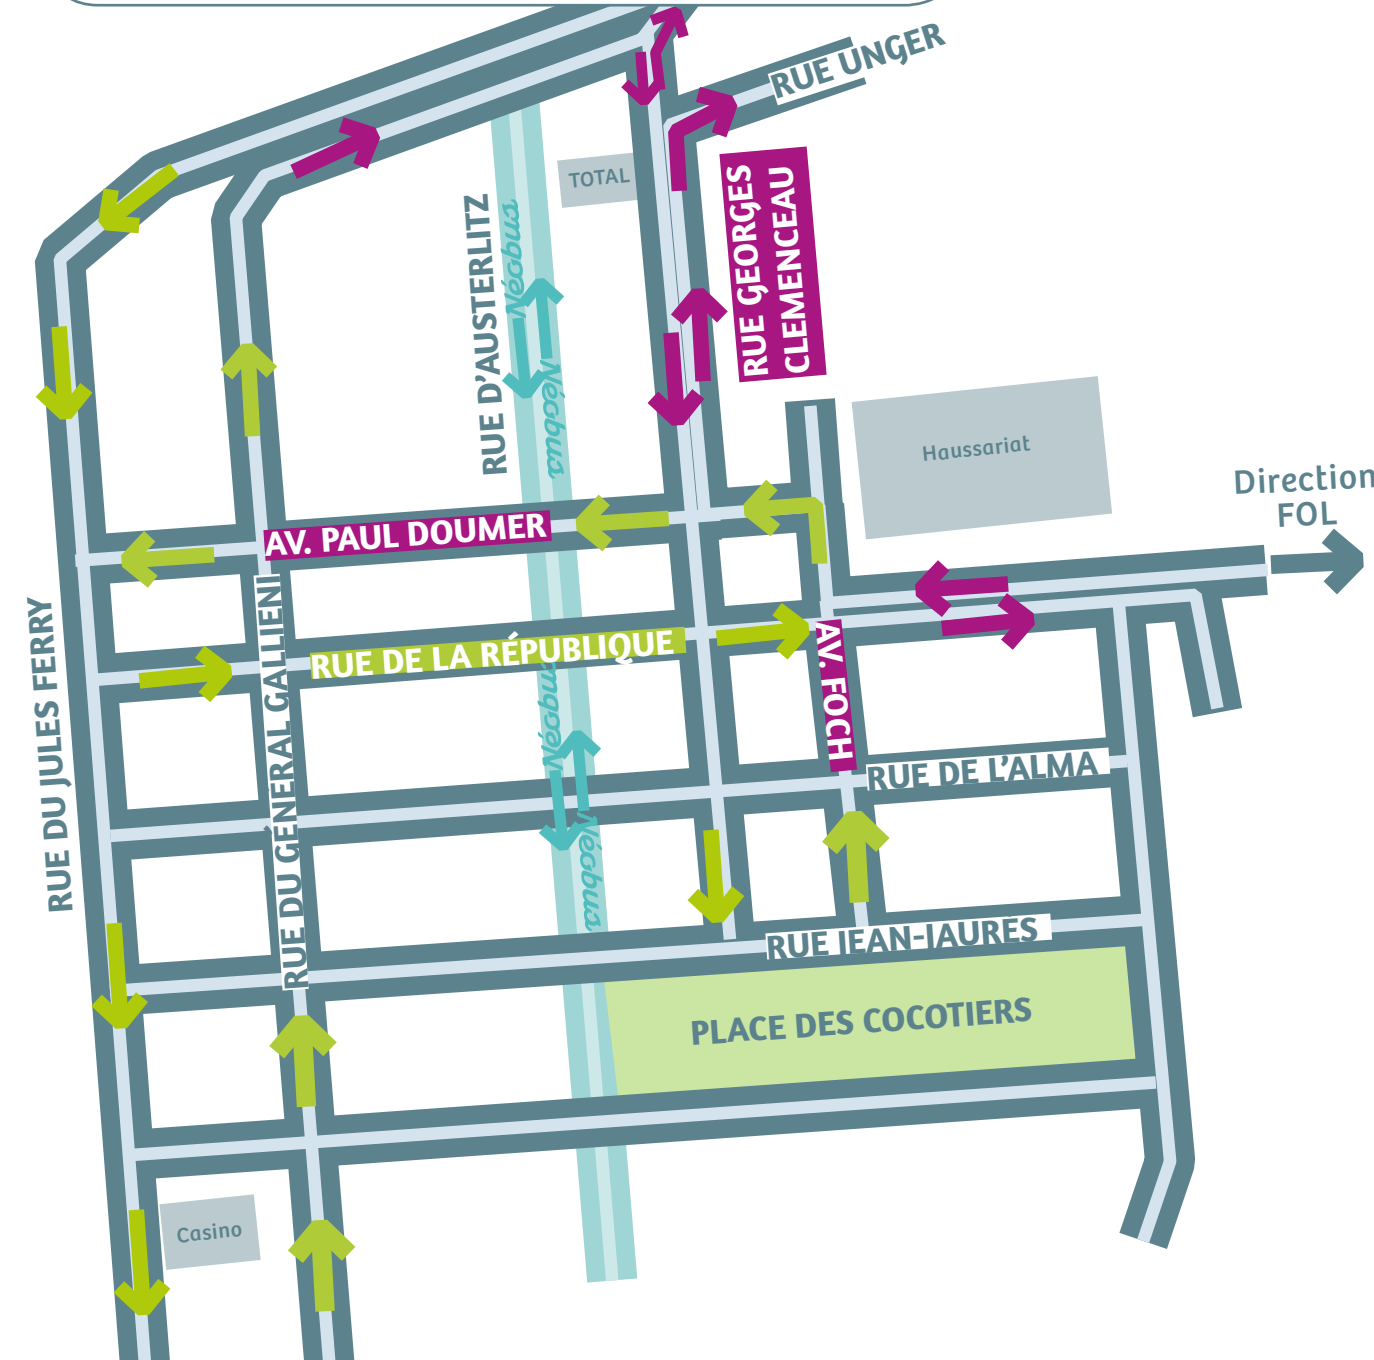 RUE UNGER
TOTAL
RUE GEORGES
CLEMENCEAU
RUE D'AUSTERLITZ
Néobus
Néobus
Haussariat
Direction
FOL
AV. PAUL DOUMER
RUE DE LA RÉPUBLIQUE
AV. FOCH
RUE DU JULES FERRY
RUE DU GÉNÉRAL GALLIENI
Néobus
Néobus
RUE DE L'ALMA
RUE JEAN-JAURES
PLACE DES COCOTIERS
Casino